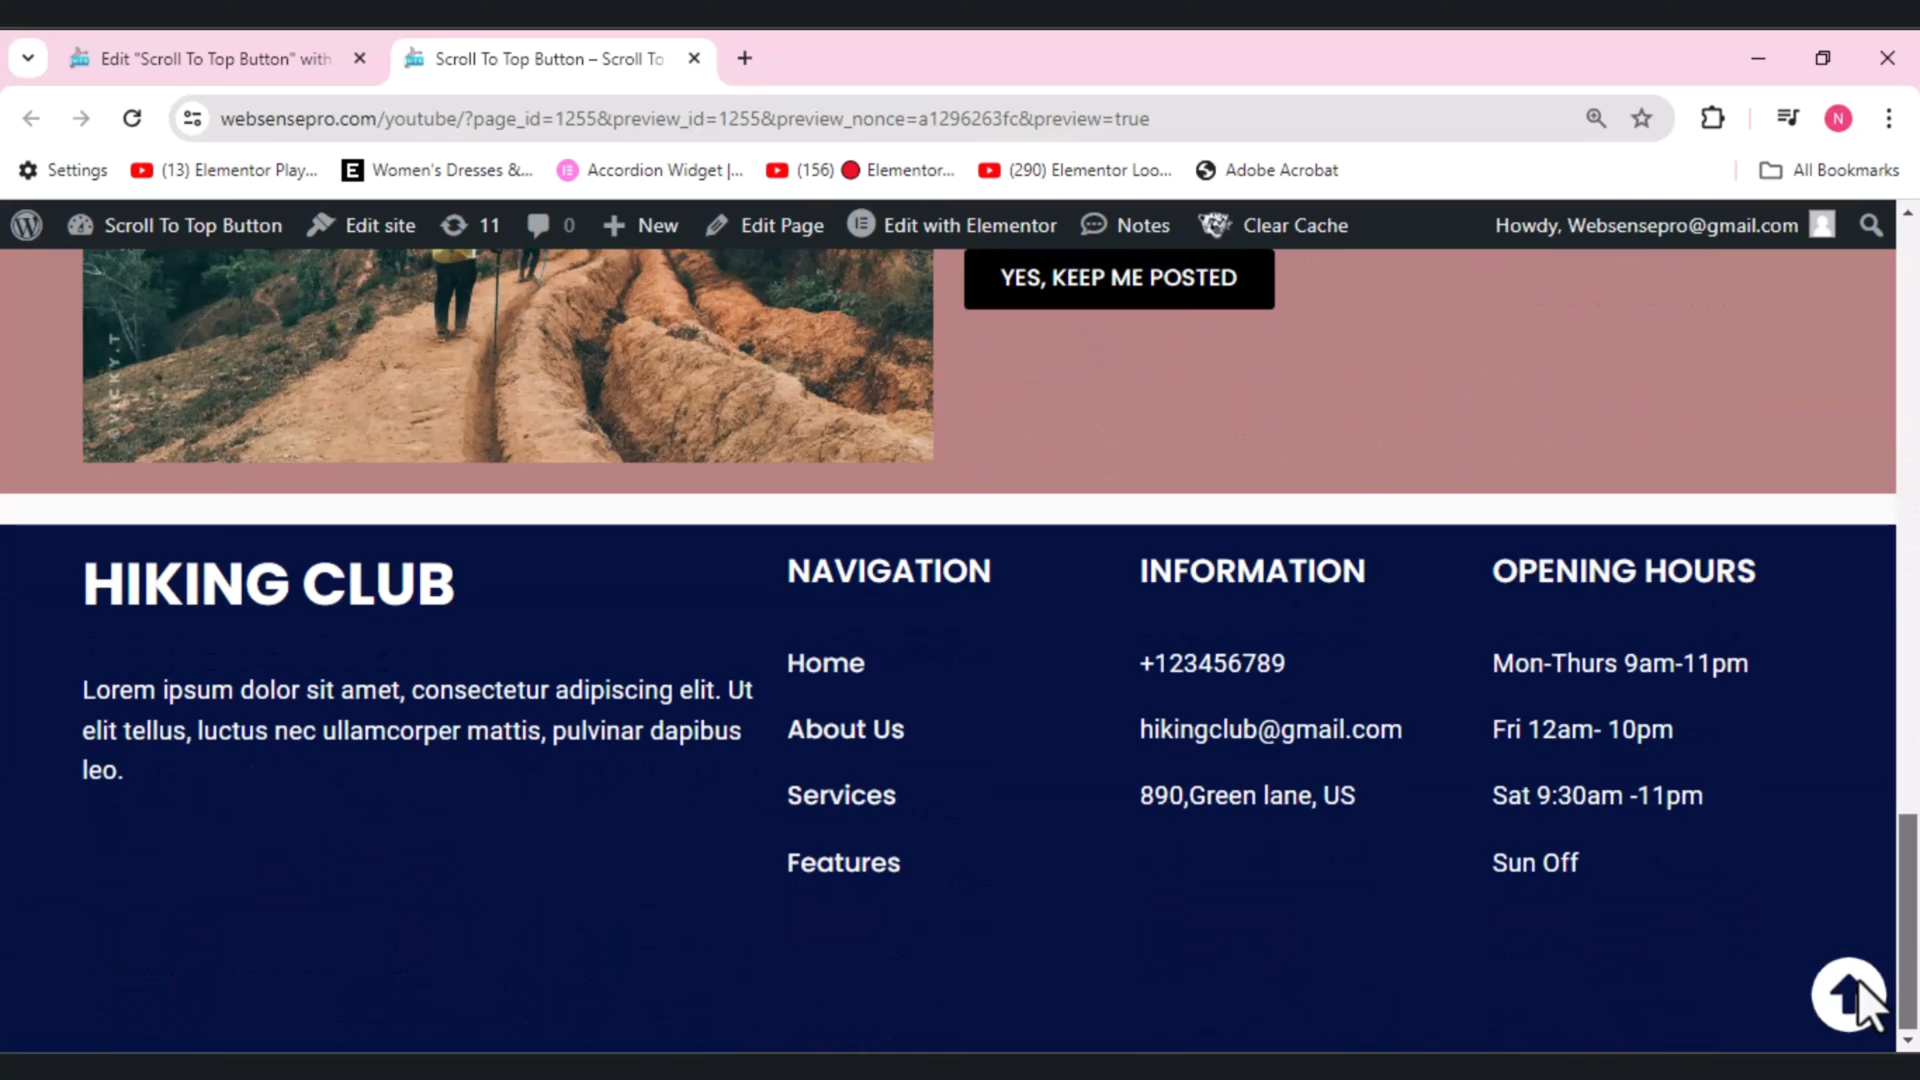 Edit "Scroll To Top Button" with
Scroll To Top Button – Scroll To
websensepro.com/youtube/?page_id=1255&preview_id=1255&preview_nonce=a1296263fc&preview=true
N
Settings
(13) Elementor Play...
Women's Dresses &...
Accordion Widget |...
(156) Elementor...
(290) Elementor Loo...
Adobe Acrobat
All Bookmarks
Scroll To Top Button
Edit site
11
0
New
Edit Page
Edit with Elementor
Notes
Clear Cache
Howdy, Websensepro@gmail.com
YES, KEEP ME POSTED
@VICKY.T
HIKING CLUB
Lorem ipsum dolor sit amet, consectetur adipiscing elit. Ut
elit tellus, luctus nec ullamcorper mattis, pulvinar dapibus
leo.
NAVIGATION
Home
About Us
Services
Features
INFORMATION
+123456789
hikingclub@gmail.com
890,Green lane, US
OPENING HOURS
Mon-Thurs 9am-11pm
Fri 12am- 10pm
Sat 9:30am -11pm
Sun Off